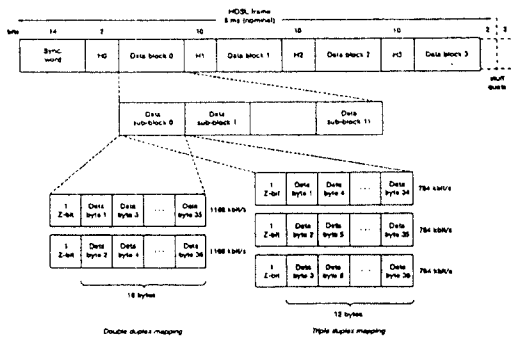 HDSL frame
6 ms (nominal)
bits 14 2 10 10 10 2 2
Sync word H0 Data block 0 H1 Data block 1 H2 Data block 2 H3 Data block 3
stuff quats
Data sub-block 0 Data sub-block 1 Data sub-block 11
1 Z-bit Data byte 1 Data byte 3 ... Data byte 35 1168 kbit/s
1 Z-bit Data byte 2 Data byte 4 ... Data byte 36 1168 kbit/s
18 bytes
Double duplex mapping
1 Z-bit Data byte 1 Data byte 4 ... Data byte 34 784 kbit/s
1 Z-bit Data byte 2 Data byte 5 ... Data byte 35 784 kbit/s
1 Z-bit Data byte 3 Data byte 6 ... Data byte 36 784 kbit/s
12 bytes
Triple duplex mapping